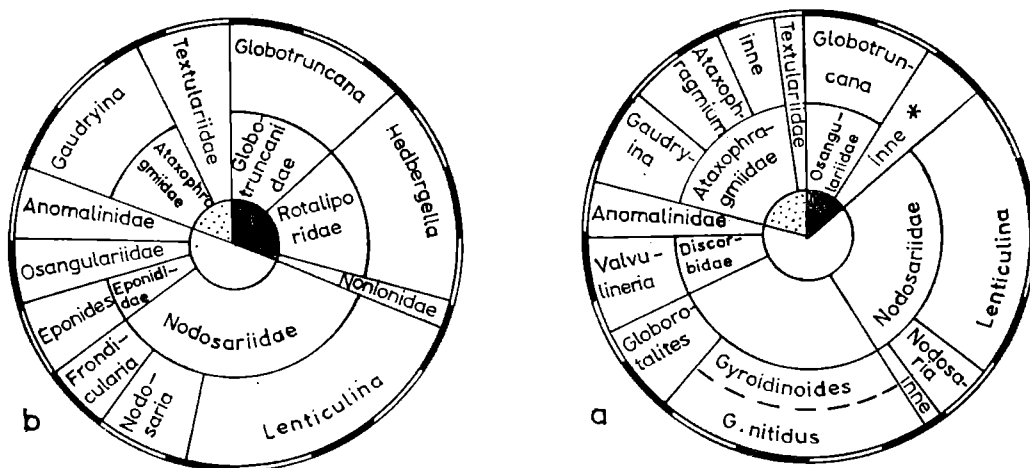 Globotruncana
Globo-
truncani
dae
Hedbergella
Rotalipo
ridae
Nonionidae
Nodosariidae
Lenticulina
Nodo-
saria
Frondi-
cularia
Eponides
Eponidi-
dae
Osangulariidae
Anomalinidae
Gaudryina
Ataxophra
gmiidae
Textulariidae
b
Globotrun-
cana
Osangu-
lariidae
inne *
Nodosariidae
Lenticulina
Nodosa-
ria
inne
Gyroidinoides
G. nitidus
Globoro-
talites
Valvu-
lineria
Discor-
bidae
Anomalinidae
Gaudry-
ina
Ataxoph-
ragmium
Ataxophra-
gmiidae
inne
Textulariidae
a